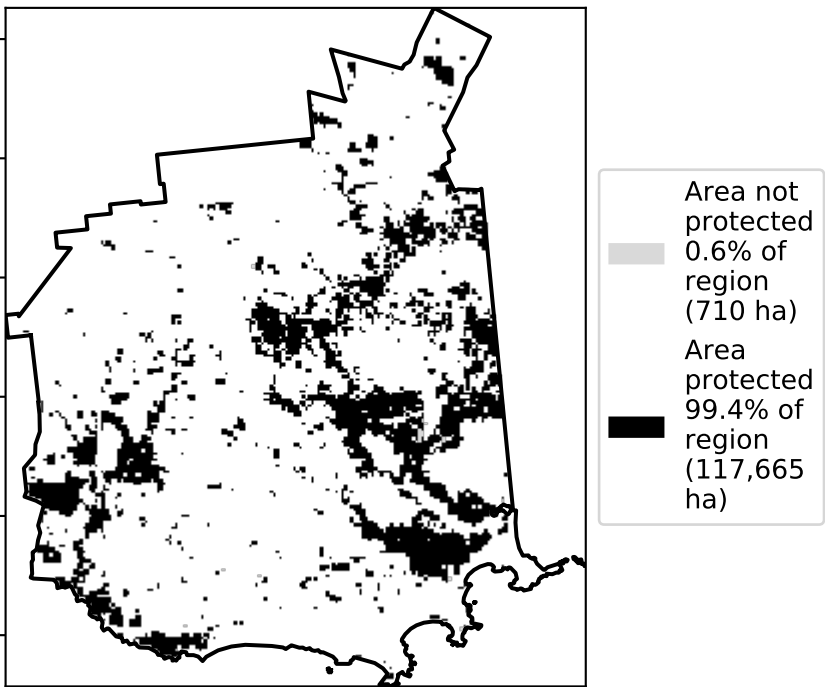 Area not
protected
0.6% of
region
(710 ha)
Area
protected
99.4% of
region
(117,665
ha)